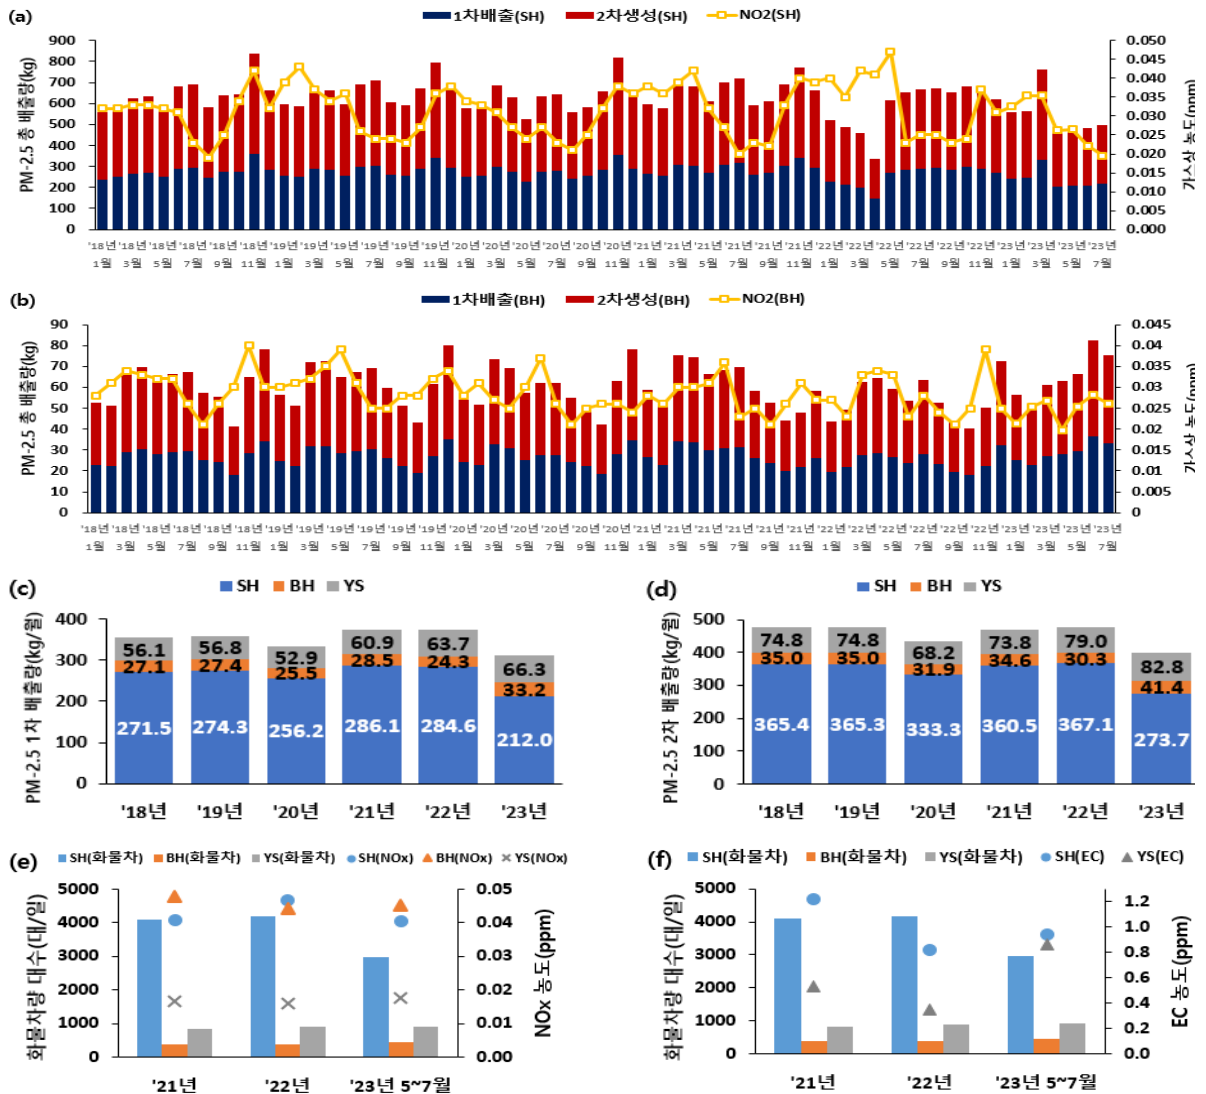 (a)
1차배출(SH) 2차생성(SH) NO2(SH)
PM-2.5 총 배출량(kg)
900
800
700
600
500
400
300
200
100
0
0.050
0.045
0.040
0.035
0.030
0.025
0.020
0.015
0.010
0.005
0.000
가스상 농도(ppm)
'18년 '18년 '18년 '18년 '18년 '18년 '19년 '19년 '19년 '19년 '19년 '19년 '20년 '20년 '20년 '20년 '20년 '20년 '21년 '21년 '21년 '21년 '21년 '21년 '22년 '22년 '22년 '22년 '22년 '22년 '23년 '23년 '23년 '23년
1월 3월 5월 7월 9월 11월 1월 3월 5월 7월 9월 11월 1월 3월 5월 7월 9월 11월 1월 3월 5월 7월 9월 11월 1월 3월 5월 7월 9월 11월 1월 3월 5월 7월
(b)
1차배출(BH) 2차생성(BH) NO2(BH)
PM-2.5 총 배출량(kg)
90
80
70
60
50
40
30
20
10
0
0.045
0.04
0.035
0.03
0.025
0.02
0.015
0.01
0.005
0
가스상 농도(ppm)
'18년 '18년 '18년 '18년 '18년 '18년 '19년 '19년 '19년 '19년 '19년 '19년 '20년 '20년 '20년 '20년 '20년 '20년 '21년 '21년 '21년 '21년 '21년 '21년 '22년 '22년 '22년 '22년 '22년 '22년 '23년 '23년 '23년 '23년
1월 3월 5월 7월 9월 11월 1월 3월 5월 7월 9월 11월 1월 3월 5월 7월 9월 11월 1월 3월 5월 7월 9월 11월 1월 3월 5월 7월 9월 11월 1월 3월 5월 7월
(c)
SH BH YS
PM-2.5 1차 배출량(kg/월)
400
300
200
100
0
56.1 56.8 52.9 60.9 63.7 66.3
27.1 27.4 25.5 28.5 24.3 33.2
271.5 274.3 256.2 286.1 284.6 212.0
'18년 '19년 '20년 '21년 '22년 '23년
(d)
SH BH YS
PM-2.5 2차 배출량(kg/월)
500
400
300
200
100
0
74.8 74.8 68.2 73.8 79.0 82.8
35.0 35.0 31.9 34.6 30.3 41.4
365.4 365.3 333.3 360.5 367.1 273.7
'18년 '19년 '20년 '21년 '22년 '23년
(e)
SH(화물차) BH(화물차) YS(화물차) SH(NOx) BH(NOx) YS(NOx)
화물차량 대수(대/일)
5000
4000
3000
2000
1000
0
0.05
0.04
0.03
0.02
0.01
0.00
NOx 농도(ppm)
'21년 '22년 '23년 5~7월
(f)
SH(화물차) BH(화물차) YS(화물차) SH(EC) YS(EC)
화물차량 대수(대/일)
5000
4000
3000
2000
1000
0
1.2
1.0
0.8
0.6
0.4
0.2
0.0
EC 농도(ppm)
'21년 '22년 '23년 5~7월